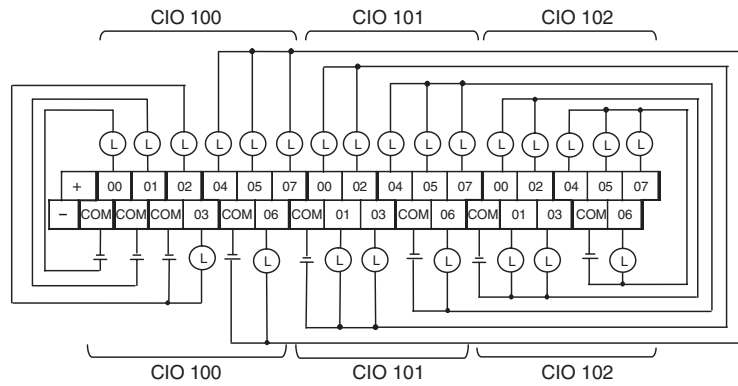 CIO 100 CIO 101 CIO 102
L L L L L L L L L L L L L L L L
+ 00 01 02 04 05 07 00 02 04 05 07 00 02 04 05 07
− COM COM COM 03 COM 06 COM 01 03 COM 06 COM 01 03 COM 06
L L L L L L L L
CIO 100 CIO 101 CIO 102